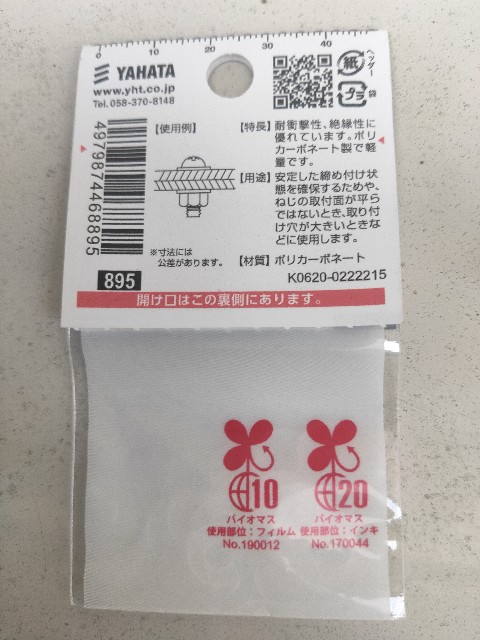 0 10 20 30 40 50
YAHATA
www.yht.co.jp
Tel. 058-370-8148
ヘッダー
紙
プラ
袋
4979874468895
【使用例】
※寸法には
公差があります。
895
【特長】耐衝撃性、絶縁性に
優れています。ポリ
カーボネート製で軽
量です。
【用途】安定した締め付け状
態を確保するためや、
ねじの取付面が平ら
ではないとき、取り付
け穴が大きいときな
どに使用します。
【材質】ポリカーボネート
K0620-0222215
開け口はこの裏側にあります。
10
バイオマス
使用部位：フィルム
No.190012
20
バイオマス
使用部位：インキ
No.170044